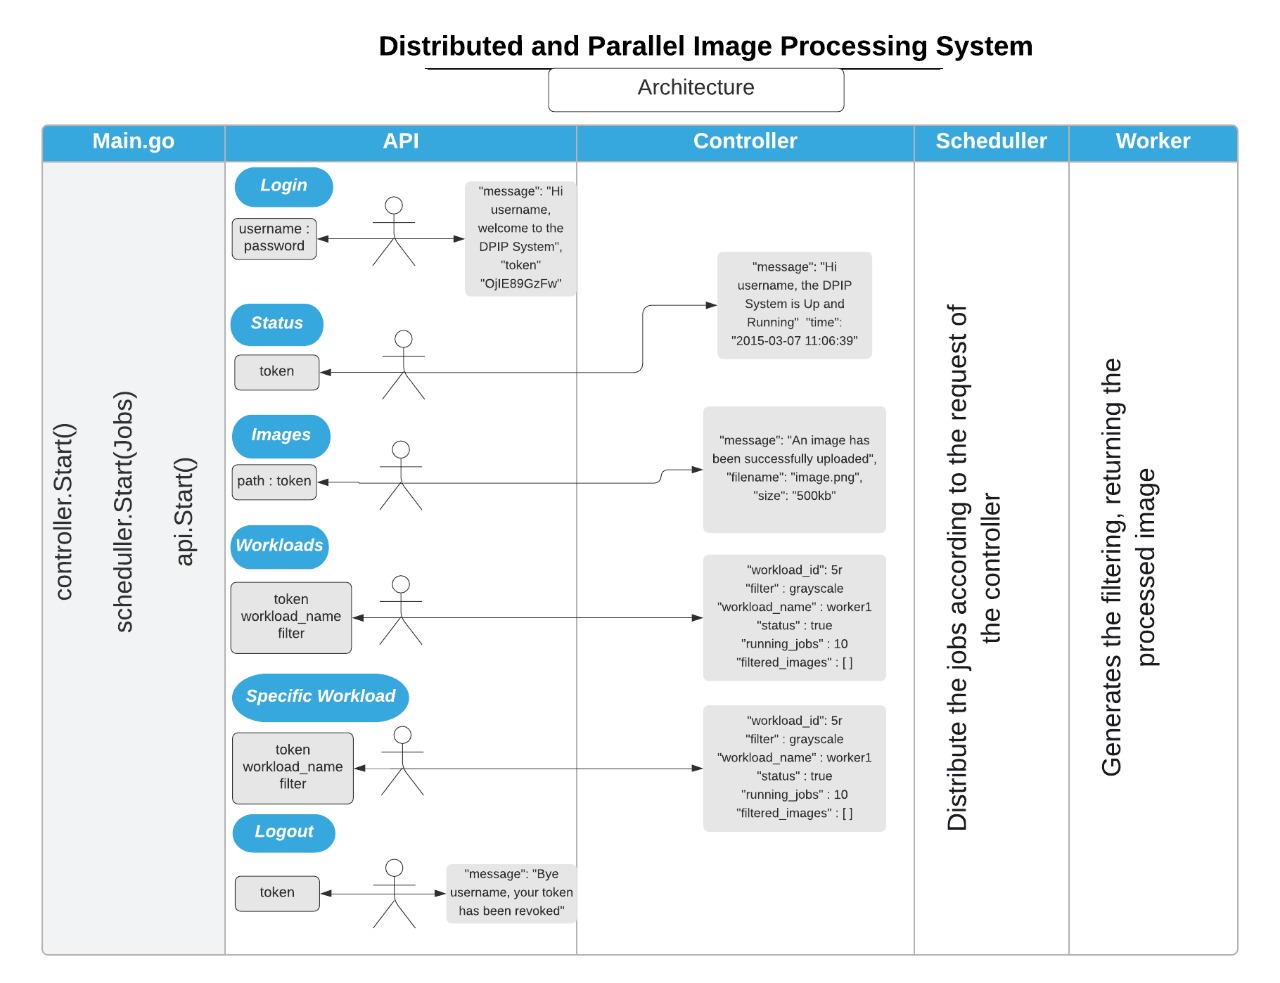 Distributed and Parallel Image Processing System
Architecture
Main.go
API
Controller
Scheduller
Worker
controller.Start()
scheduller.Start(Jobs)
api.Start()
Login
username :
password
"message": "Hi
username,
welcome to the
DPIP System",
"token"
"OjIE89GzFw"
Status
token
"message": "Hi
username, the DPIP
System is Up and
Running"  "time":
"2015-03-07 11:06:39"
Images
path : token
"message": "An image has
been successfully uploaded",
"filename": "image.png",
"size": "500kb"
Workloads
token
workload_name
filter
"workload_id": 5r
"filter" : grayscale
"workload_name" : worker1
"status" : true
"running_jobs" : 10
"filtered_images" : [ ]
Specific Workload
token
workload_name
filter
"workload_id": 5r
"filter" : grayscale
"workload_name" : worker1
"status" : true
"running_jobs" : 10
"filtered_images" : [ ]
Logout
token
"message": "Bye
username, your token
has been revoked"
Distribute the jobs according to the request of
the controller
Generates the filtering, returning the
processed image